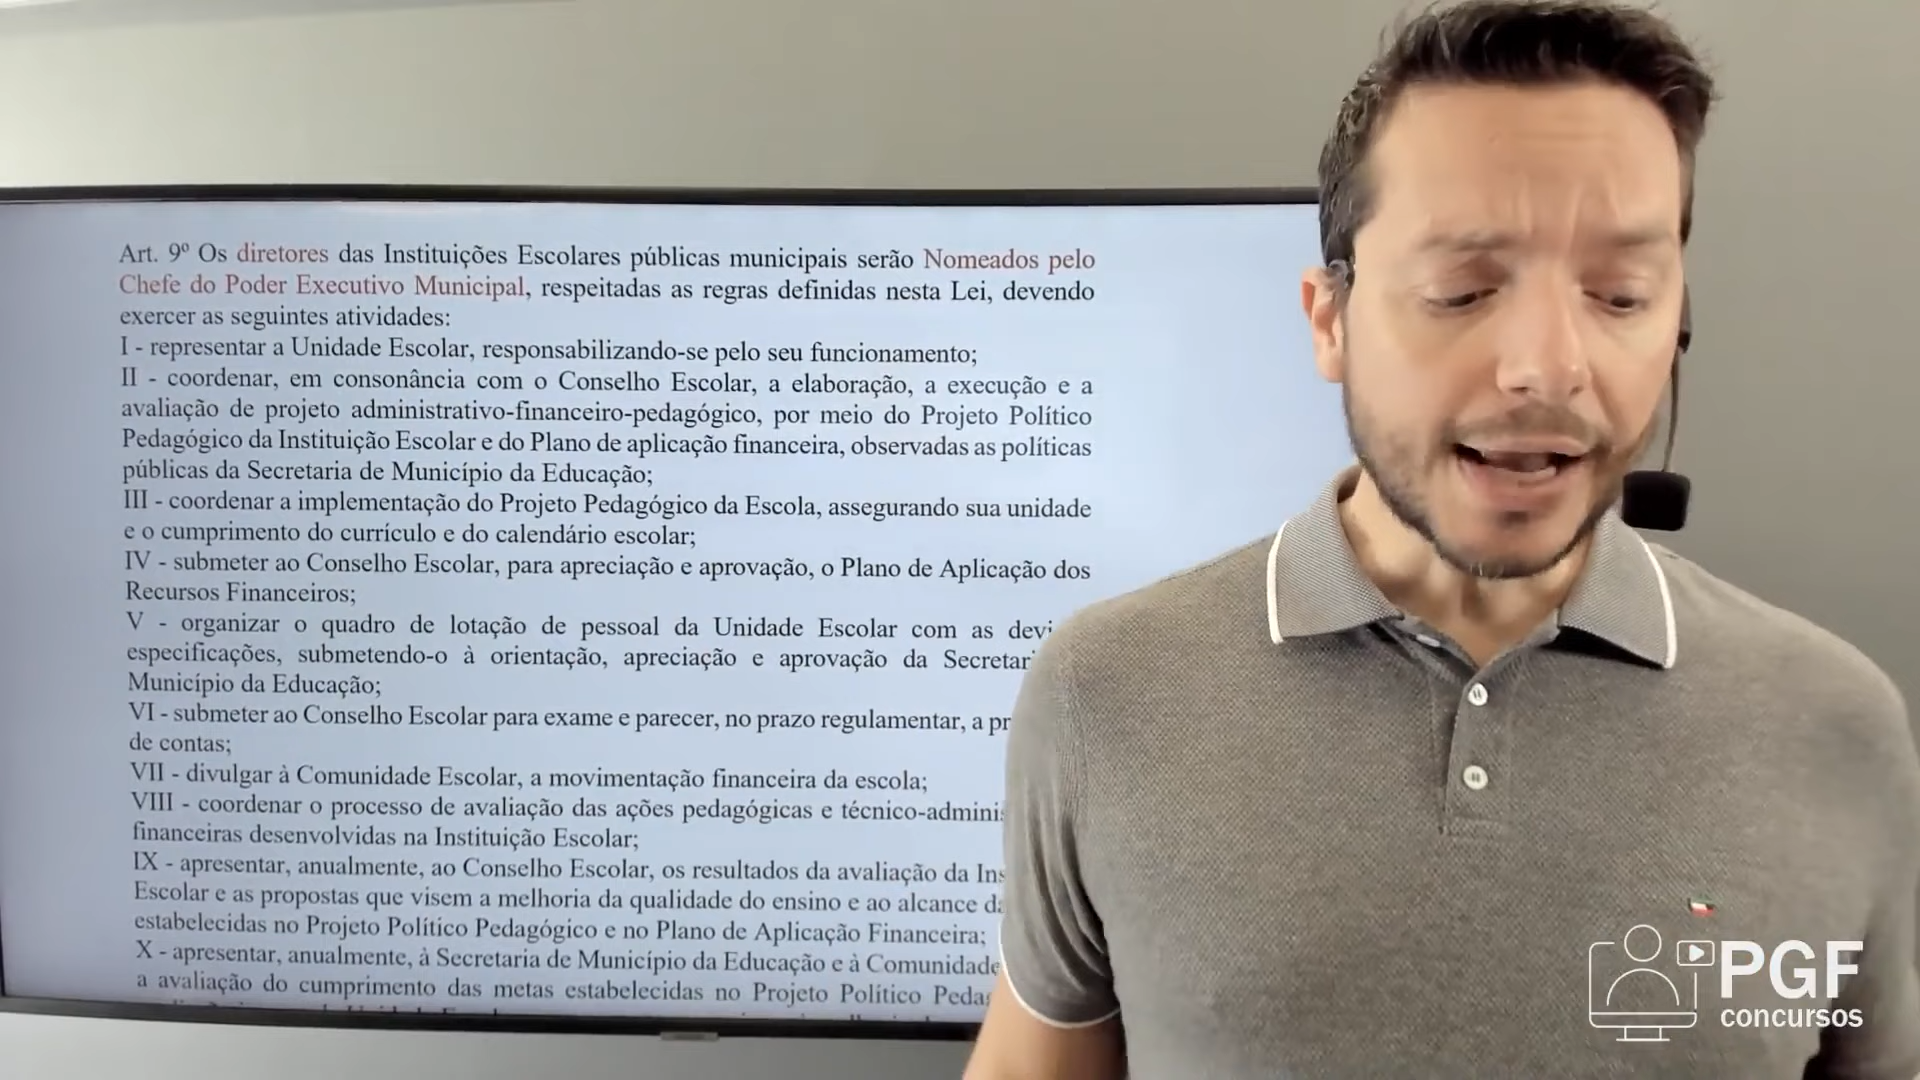 Art. 9º Os diretores das Instituições Escolares públicas municipais serão Nomeados pelo
Chefe do Poder Executivo Municipal, respeitadas as regras definidas nesta Lei, devendo
exercer as seguintes atividades:
I - representar a Unidade Escolar, responsabilizando-se pelo seu funcionamento;
II - coordenar, em consonância com o Conselho Escolar, a elaboração, a execução e a
avaliação de projeto administrativo-financeiro-pedagógico, por meio do Projeto Político
Pedagógico da Instituição Escolar e do Plano de aplicação financeira, observadas as políticas
públicas da Secretaria de Município da Educação;
III - coordenar a implementação do Projeto Pedagógico da Escola, assegurando sua unidade
e o cumprimento do currículo e do calendário escolar;
IV - submeter ao Conselho Escolar, para apreciação e aprovação, o Plano de Aplicação dos
Recursos Financeiros;
V - organizar o quadro de lotação de pessoal da Unidade Escolar com as
especificações, submetendo-o à orientação, apreciação e aprovação da
Município da Educação;
VI - submeter ao Conselho Escolar para exame e parecer, no prazo regulamentar, a
de contas;
VII - divulgar à Comunidade Escolar, a movimentação financeira da escola;
VIII - coordenar o processo de avaliação das ações pedagógicas e
financeiras desenvolvidas na Instituição Escolar;
IX - apresentar, anualmente, ao Conselho Escolar, os resultados da avaliação da
Escolar e as propostas que visem a melhoria da qualidade do ensino e ao alcance
estabelecidas no Projeto Político Pedagógico e no Plano de Aplicação Financeira;
X - apresentar, anualmente, à Secretaria de Município da Educação e à Comunidade
a avaliação do cumprimento das metas estabelecidas no Projeto Político
PGF
concursos